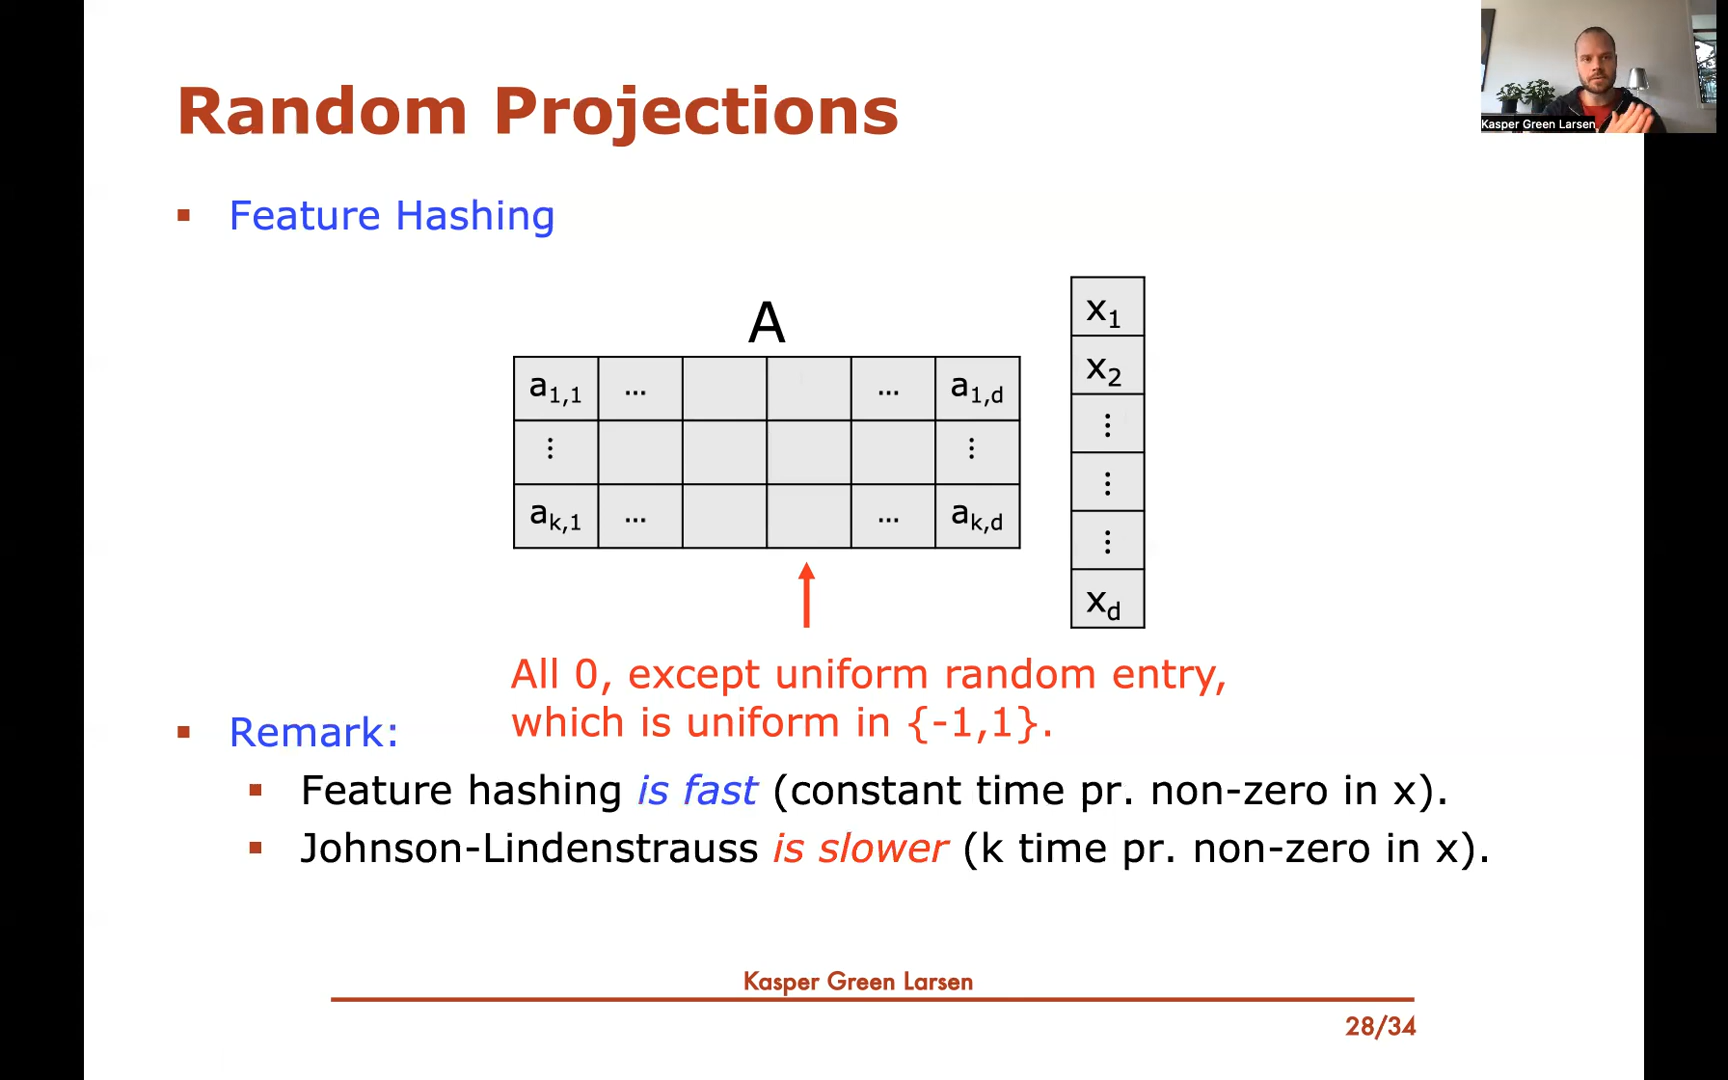 Random Projections
Kasper Green Larsen
▪ Feature Hashing
A
a1,1 ... ... a1,d
⋮ ⋮
ak,1 ... ... ak,d
x1
x2
⋮
⋮
⋮
xd
All 0, except uniform random entry,
which is uniform in {-1,1}.
▪ Remark:
▪ Feature hashing is fast (constant time pr. non-zero in x).
▪ Johnson-Lindenstrauss is slower (k time pr. non-zero in x).
Kasper Green Larsen
28/34